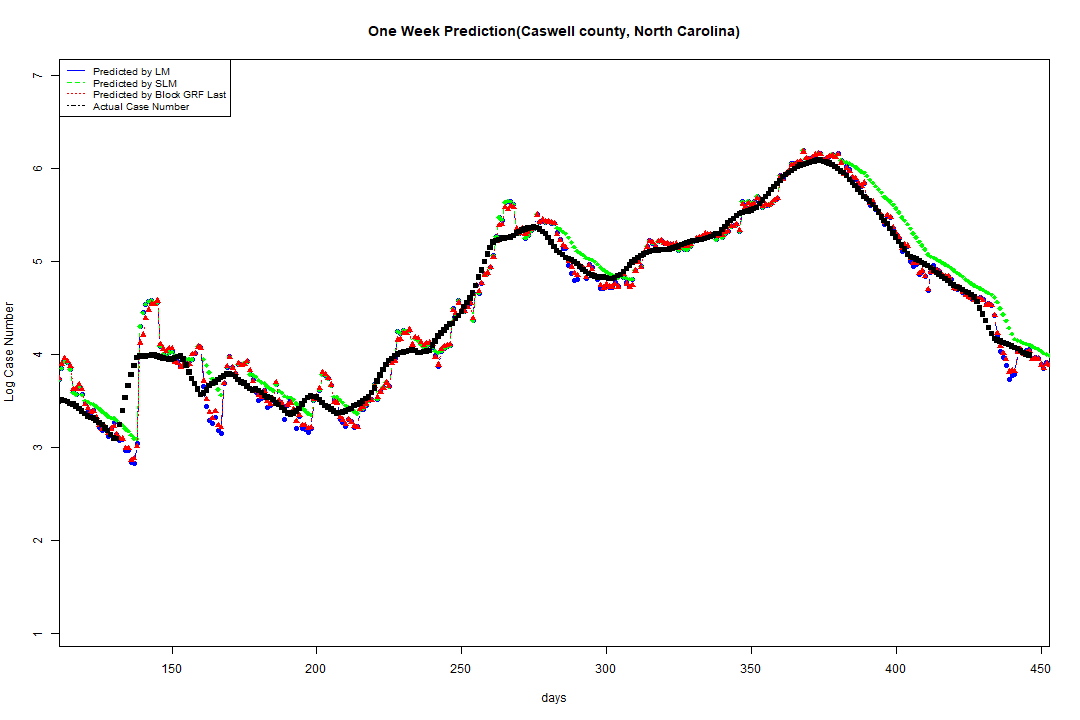 One Week Prediction(Caswell county, North Carolina)
Predicted by LM
Predicted by SLM
Predicted by Block GRF Last
Actual Case Number
7
6
5
4
3
2
1
Log Case Number
150 200 250 300 350 400 450
days